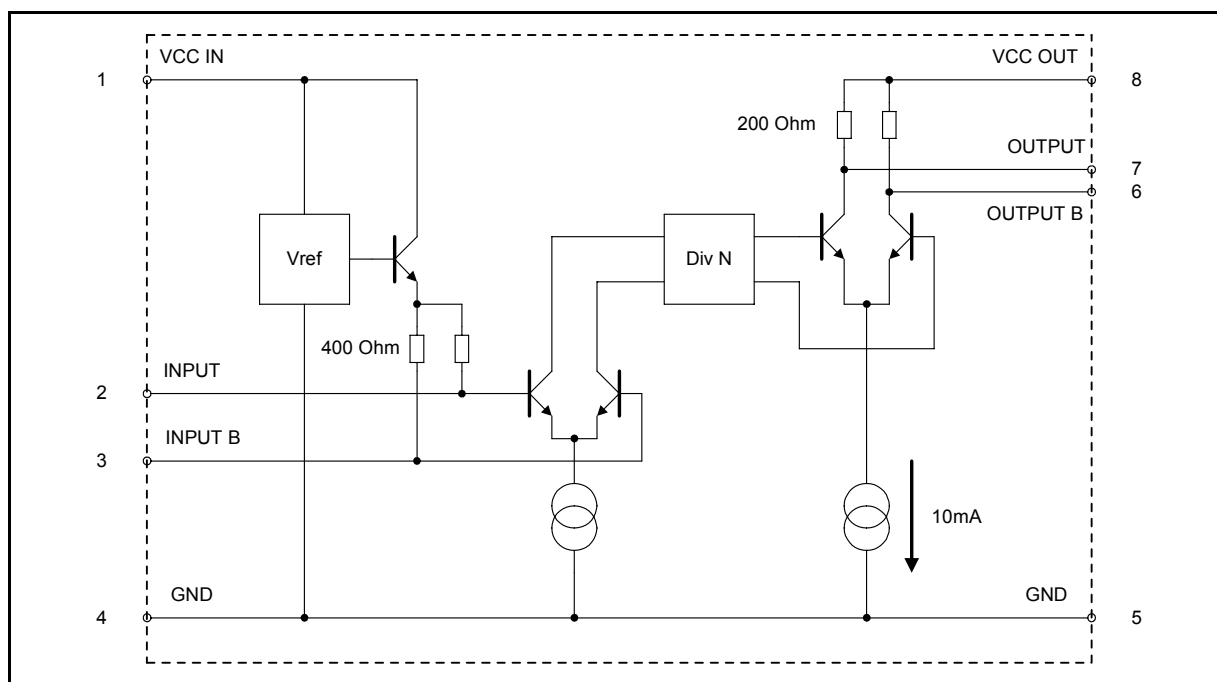 VCC IN
VCC OUT
1
8
200 Ohm
OUTPUT
7
6
OUTPUT B
Vref
Div N
400 Ohm
INPUT
2
INPUT B
3
10mA
GND
GND
4
5